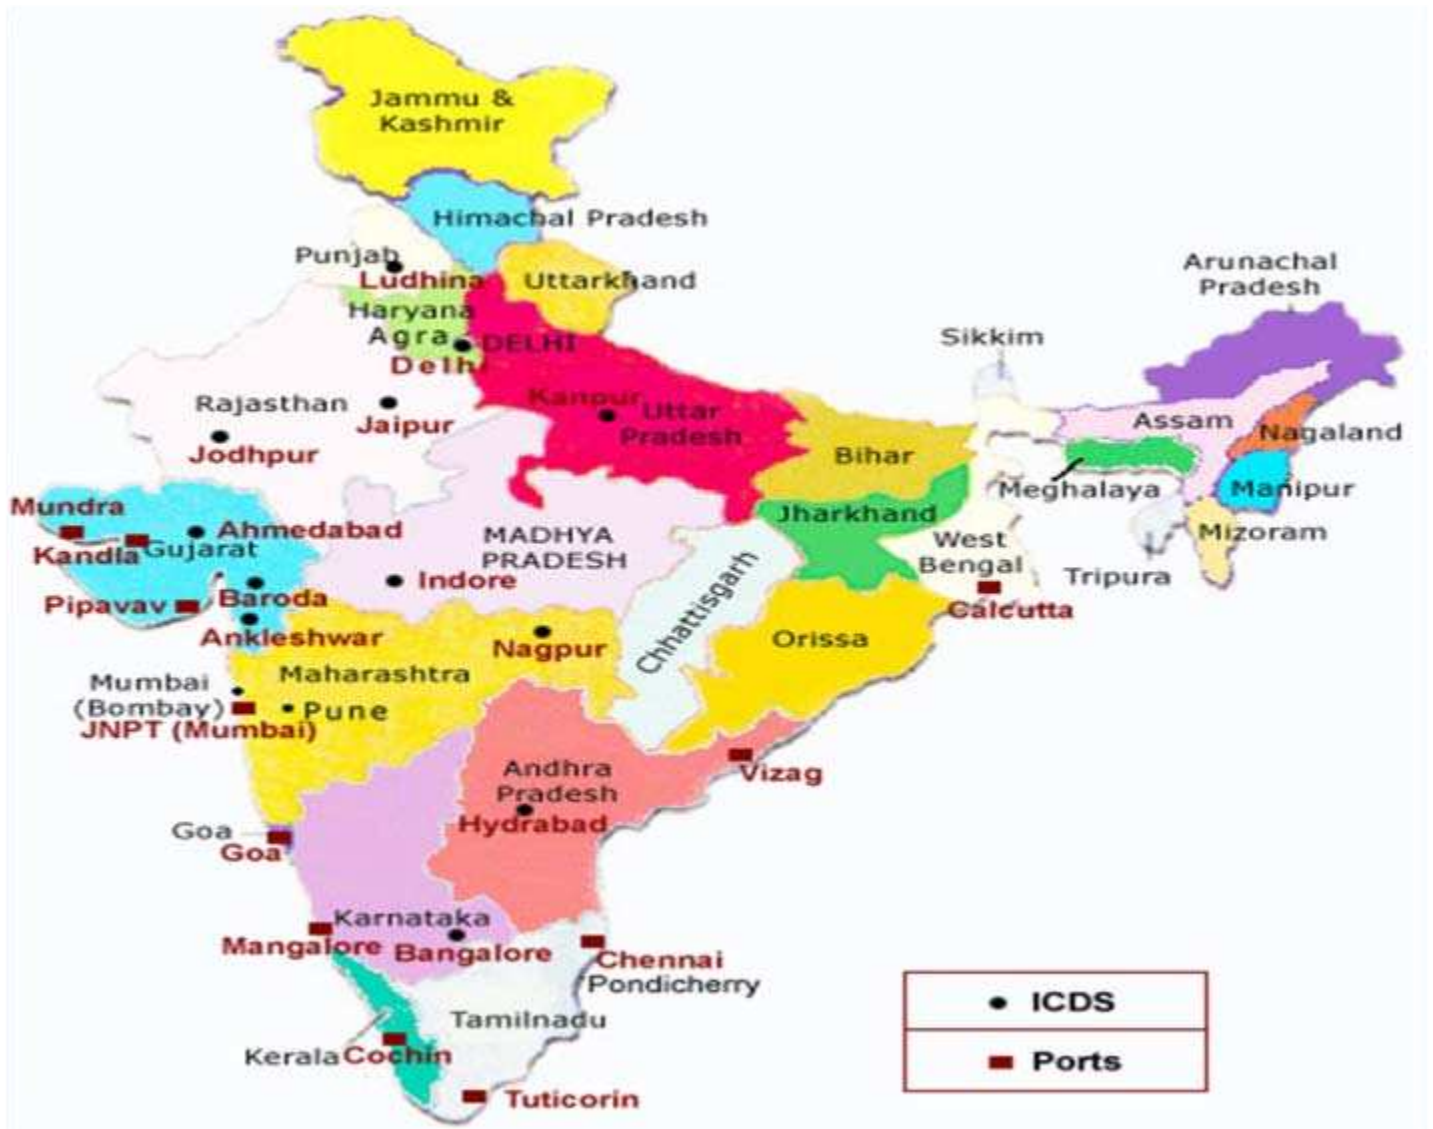 Jammu &
Kashmir
Himachal Pradesh
Punjab
Ludhina
Uttarkhand
Haryana
Agra
DELHI
Delhi
Arunachal
Pradesh
Sikkim
Rajasthan
Jaipur
Jodhpur
Kanpur
Uttar
Pradesh
Bihar
Assam
Nagaland
Meghalaya
Manipur
Mizoram
Tripura
Mundra
Kandla
Gujarat
Ahmedabad
MADHYA
PRADESH
Jharkhand
West
Bengal
Calcutta
Pipavav
Baroda
Ankleshwar
Indore
Nagpur
Chhattisgarh
Orissa
Maharashtra
Mumbai
(Bombay)
JNPT (Mumbai)
Pune
Andhra
Pradesh
Hydrabad
Vizag
Goa
Goa
Karnataka
Mangalore
Bangalore
Chennai
Pondicherry
Tamilnadu
Kerala
Cochin
Tuticorin
ICDS
Ports